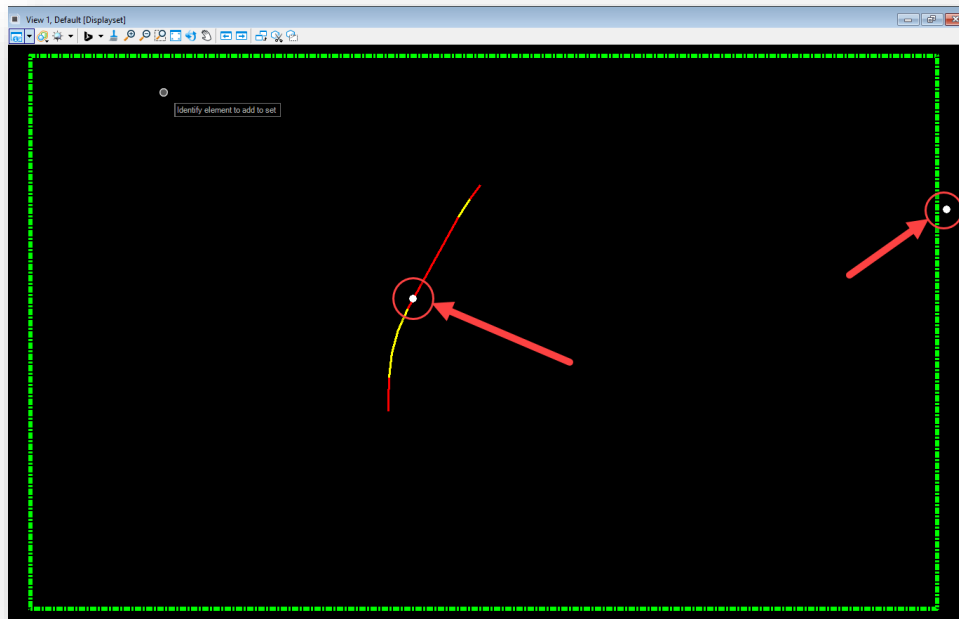 View 1, Default [Displayset]
Identify element to add to set